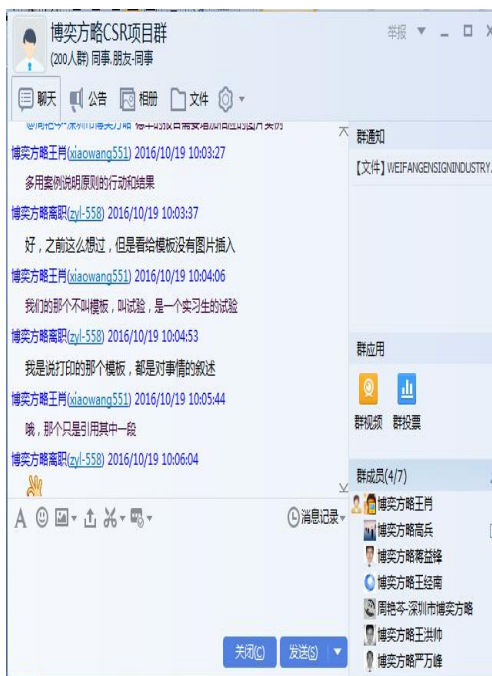 博奕方略CSR项目群
(200人群) 同事.朋友-同事
举报
聊天 公告 相册 文件
博奕方略王肖(xiaowang551) 2016/10/19 10:03:27
多用案例说明原则的行动和结果
博奕方略离职(zyl-558) 2016/10/19 10:03:37
好，之前这么想过，但是看给模板没有图片插入
博奕方略王肖(xiaowang551) 2016/10/19 10:04:06
我们的那个不叫模板，叫试验，是一个实习生的试验
博奕方略离职(zyl-558) 2016/10/19 10:04:53
我是说打印的那个模板，都是对事情的叙述
博奕方略王肖(xiaowang551) 2016/10/19 10:05:44
哦，那个只是引用其中一段
博奕方略离职(zyl-558) 2016/10/19 10:06:04
消息记录
关闭(C) 发送(S)
群通知
【文件】WEIFANGENSIGNINDUSTRY.
群应用
群视频 群投票
群成员(4/7)
博奕方略王肖
博奕方略高兵
博奕方略蒋益锋
博奕方略王经南
周艳芩-深圳市博奕方略
博奕方略王洪帅
博奕方略严万峰